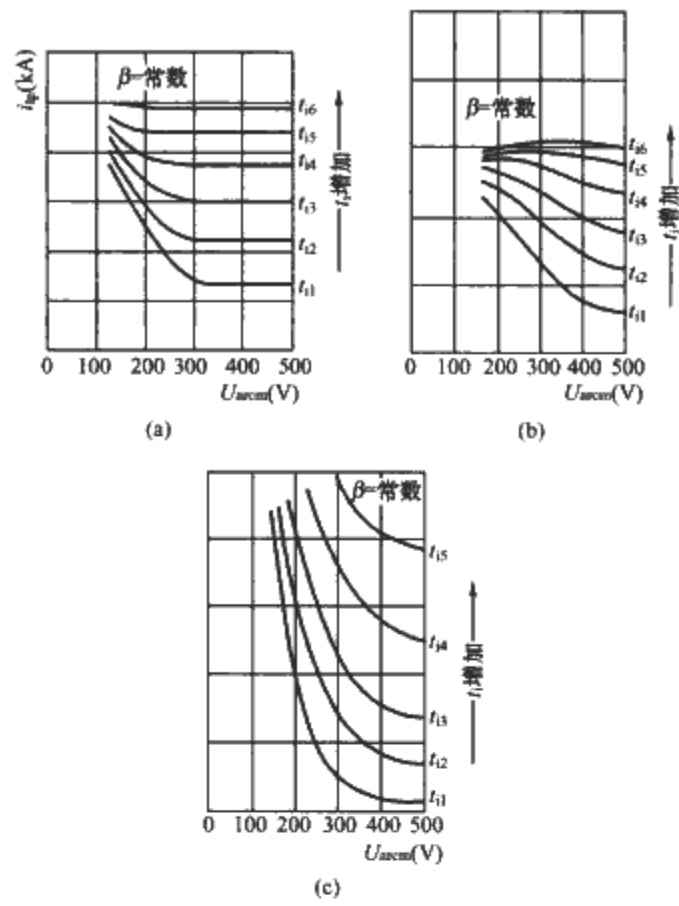 i_tp(kA)
β=常数
t_i6
t_i5
t_i4
t_i3
t_i2
t_i1
t_i增加
0 100 200 300 400 500
U_arcm(V)
(a)
β=常数
t_i6
t_i5
t_i4
t_i3
t_i2
t_i1
t_i增加
0 100 200 300 400 500
U_arcm(V)
(b)
β=常数
t_i5
t_i4
t_i3
t_i2
t_i1
t_i增加
0 100 200 300 400 500
U_arcm(V)
(c)